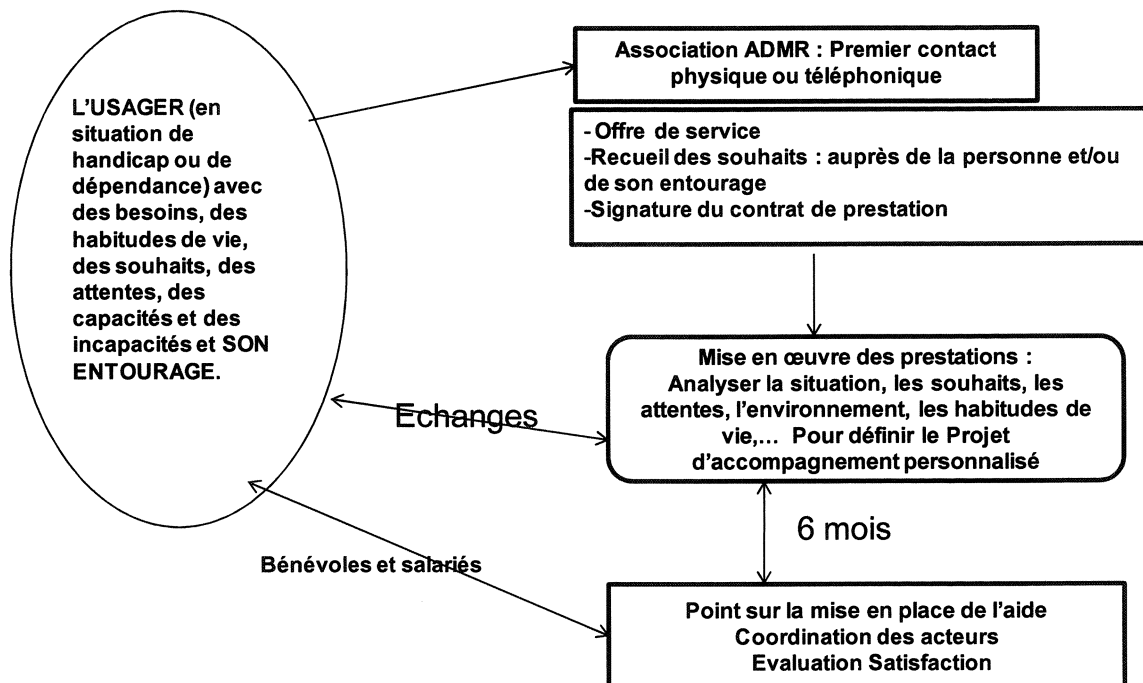 L'USAGER (en
situation de
handicap ou de
dépendance) avec
des besoins, des
habitudes de vie,
des souhaits, des
attentes, des
capacités et des
incapacités et SON
ENTOURAGE.
Association ADMR : Premier contact
physique ou téléphonique
-Offre de service
-Recueil des souhaits : auprès de la personne et/ou
de son entourage
-Signature du contrat de prestation
Mise en œuvre des prestations :
Analyser la situation, les souhaits, les
attentes, l'environnement, les habitudes de
vie,... Pour définir le Projet
d'accompagnement personnalisé
Echanges
6 mois
Bénévoles et salariés
Point sur la mise en place de l'aide
Coordination des acteurs
Evaluation Satisfaction